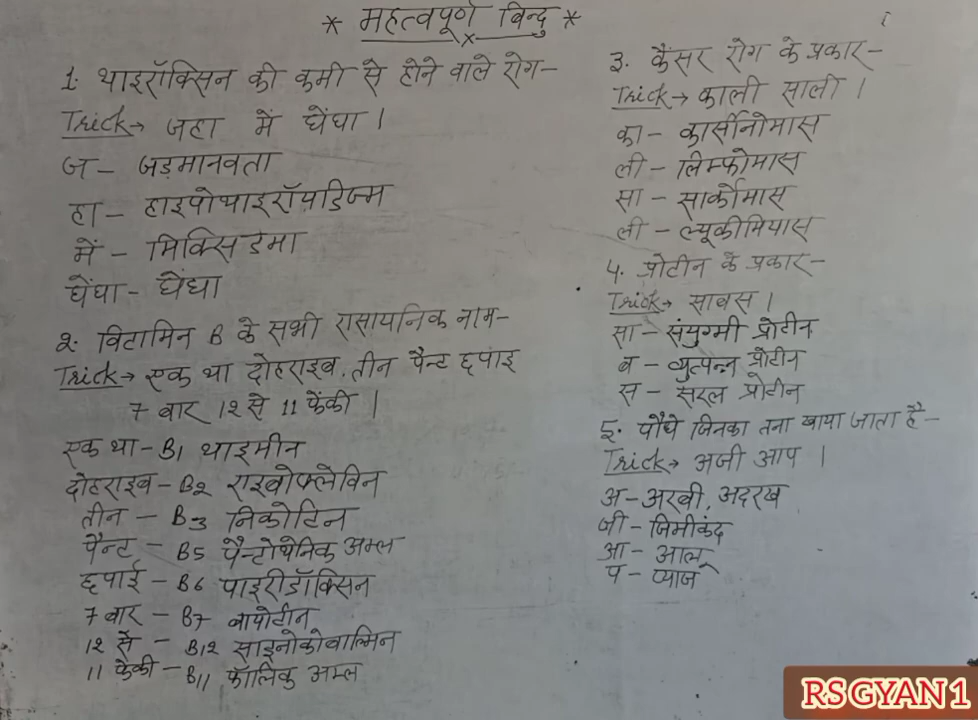 * महत्वपूर्ण बिन्दु *
1. थाइरॉक्सिन की कमी से होने वाले रोग-
Trick→ जहा में घेंघा।
ज - जड़मानवता
हा - हाइपोथाइरॉयडिज्म
में - मिक्सिडमा
घेंघा - घेंघा
2. विटामिन B के सभी रासायनिक नाम-
Trick→ एक था दोहराइब, तीन पैन्ट छपाइ
7 बार 12 से 11 फेंकी।
एक था - B1 थाइमीन
दोहराइब - B2 राइबोफ्लेविन
तीन - B3 निकोटिन
पैन्ट - B5 पैन्टोथेनिक अम्ल
छपाई - B6 पाइरीडॉक्सिन
7 बार - B7 बायोटीन
12 से - B12 साइनोकोबाल्मिन
11 फेकी - B11 फॉलिक अम्ल
3. कैंसर रोग के प्रकार-
Trick→ काली साली।
का - कार्सीनोमास
ली - लिम्फोमास
सा - सार्कोमास
ली - ल्यूकीमियास
4. प्रोटीन के प्रकार-
Trick→ सावस।
सा - संयुग्मी प्रोटीन
व - व्युत्पन्न प्रोटीन
स - सरल प्रोटीन
5. पौधे जिनका तना खाया जाता है-
Trick→ अजी आप।
अ - अरबी, अदरख
जी - जिमीकंद
आ - आलू
प - प्याज
RS GYAN 1